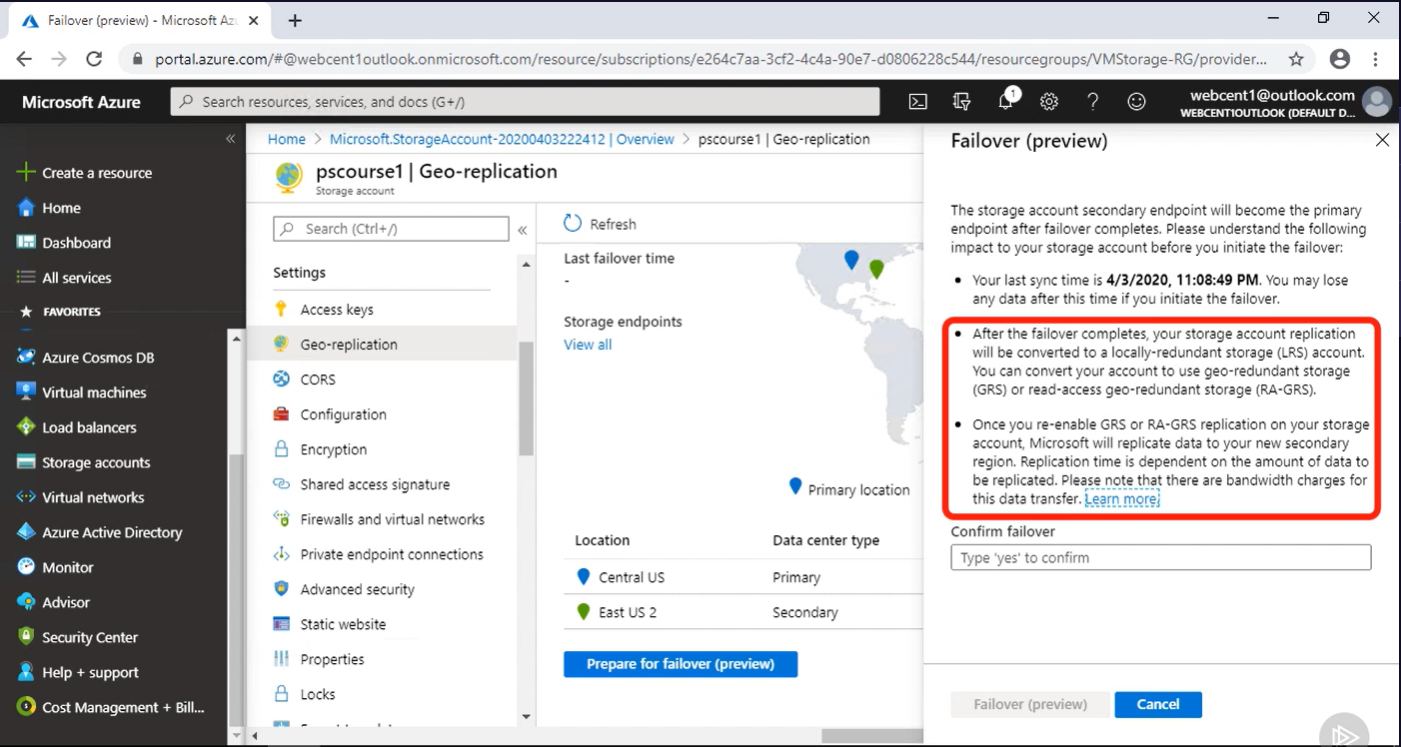 Failover (preview) - Microsoft Az
portal.azure.com/#@webcent1outlook.onmicrosoft.com/resource/subscriptions/e264c7aa-3cf2-4c4a-90e7-d0806228c544/resourcegroups/VMStorage-RG/provider...
Microsoft Azure
Search resources, services, and docs (G+/)
1
webcent1@outlook.com
WEBCENT1OUTLOOK (DEFAULT D...
Create a resource
Home
Dashboard
All services
FAVORITES
Azure Cosmos DB
Virtual machines
Load balancers
Storage accounts
Virtual networks
Azure Active Directory
Monitor
Advisor
Security Center
Help + support
Cost Management + Bill...
Home > Microsoft.StorageAccount-20200403222412 | Overview > pscourse1 | Geo-replication
pscourse1 | Geo-replication
Storage account
Search (Ctrl+/)
Settings
Access keys
Geo-replication
CORS
Configuration
Encryption
Shared access signature
Firewalls and virtual networks
Private endpoint connections
Advanced security
Static website
Properties
Locks
Refresh
Last failover time
-
Storage endpoints
View all
Primary location
Location Data center type
Central US Primary
East US 2 Secondary
Prepare for failover (preview)
Failover (preview)
The storage account secondary endpoint will become the primary
endpoint after failover completes. Please understand the following
impact to your storage account before you initiate the failover:
• Your last sync time is 4/3/2020, 11:08:49 PM. You may lose
any data after this time if you initiate the failover.
• After the failover completes, your storage account replication
will be converted to a locally-redundant storage (LRS) account.
You can convert your account to use geo-redundant storage
(GRS) or read-access geo-redundant storage (RA-GRS).
• Once you re-enable GRS or RA-GRS replication on your storage
account, Microsoft will replicate data to your new secondary
region. Replication time is dependent on the amount of data to
be replicated. Please note that there are bandwidth charges for
this data transfer. Learn more.
Confirm failover
Type 'yes' to confirm
Failover (preview)
Cancel